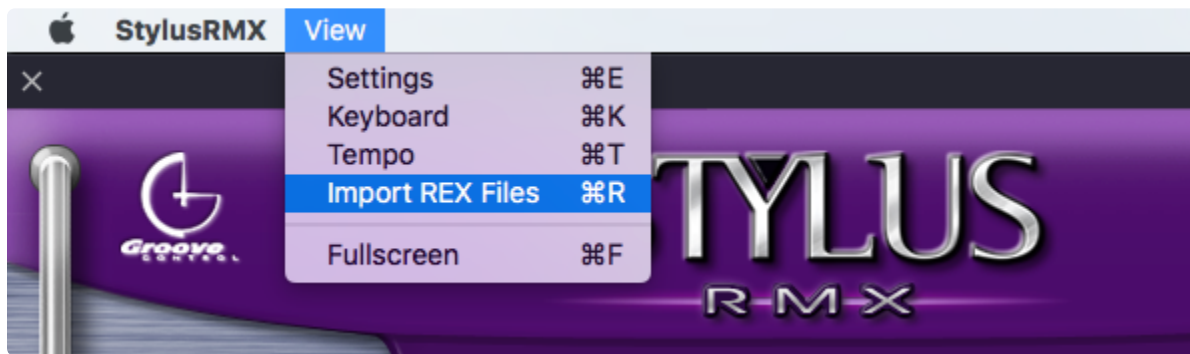 StylusRMX View
Settings ⌘E
Keyboard ⌘K
Tempo ⌘T
Import REX Files ⌘R
Fullscreen ⌘F
Groove
CONTROL
STYLUS
RMX